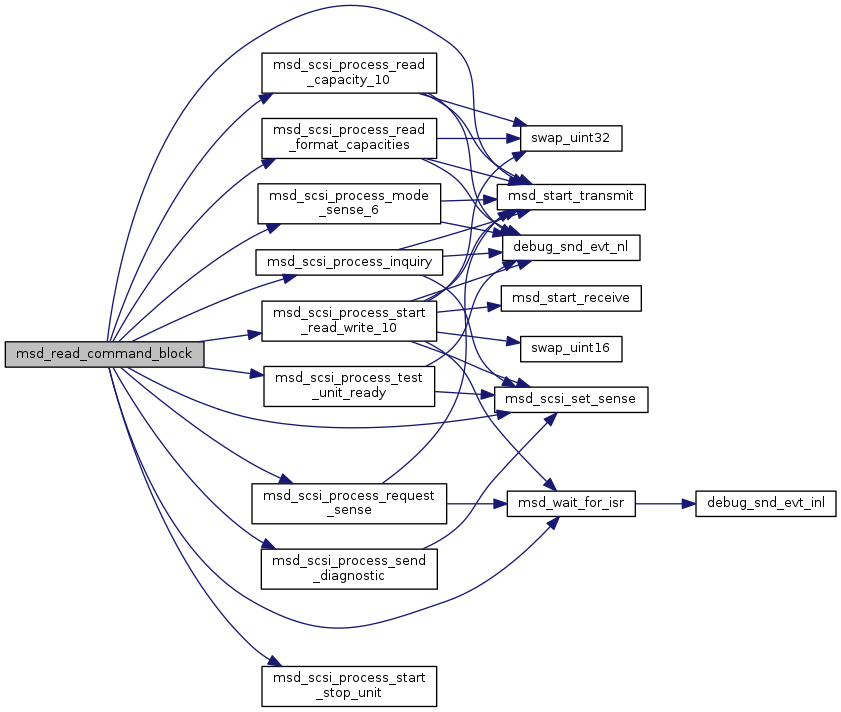 msd_scsi_process_read
_capacity_10
msd_scsi_process_read
_format_capacities
swap_uint32
msd_scsi_process_mode
_sense_6
msd_start_transmit
msd_scsi_process_inquiry
debug_snd_evt_nl
msd_scsi_process_start
_read_write_10
msd_start_receive
msd_read_command_block
swap_uint16
msd_scsi_process_test
_unit_ready
msd_scsi_set_sense
msd_scsi_process_request
_sense
msd_wait_for_isr
debug_snd_evt_inl
msd_scsi_process_send
_diagnostic
msd_scsi_process_start
_stop_unit